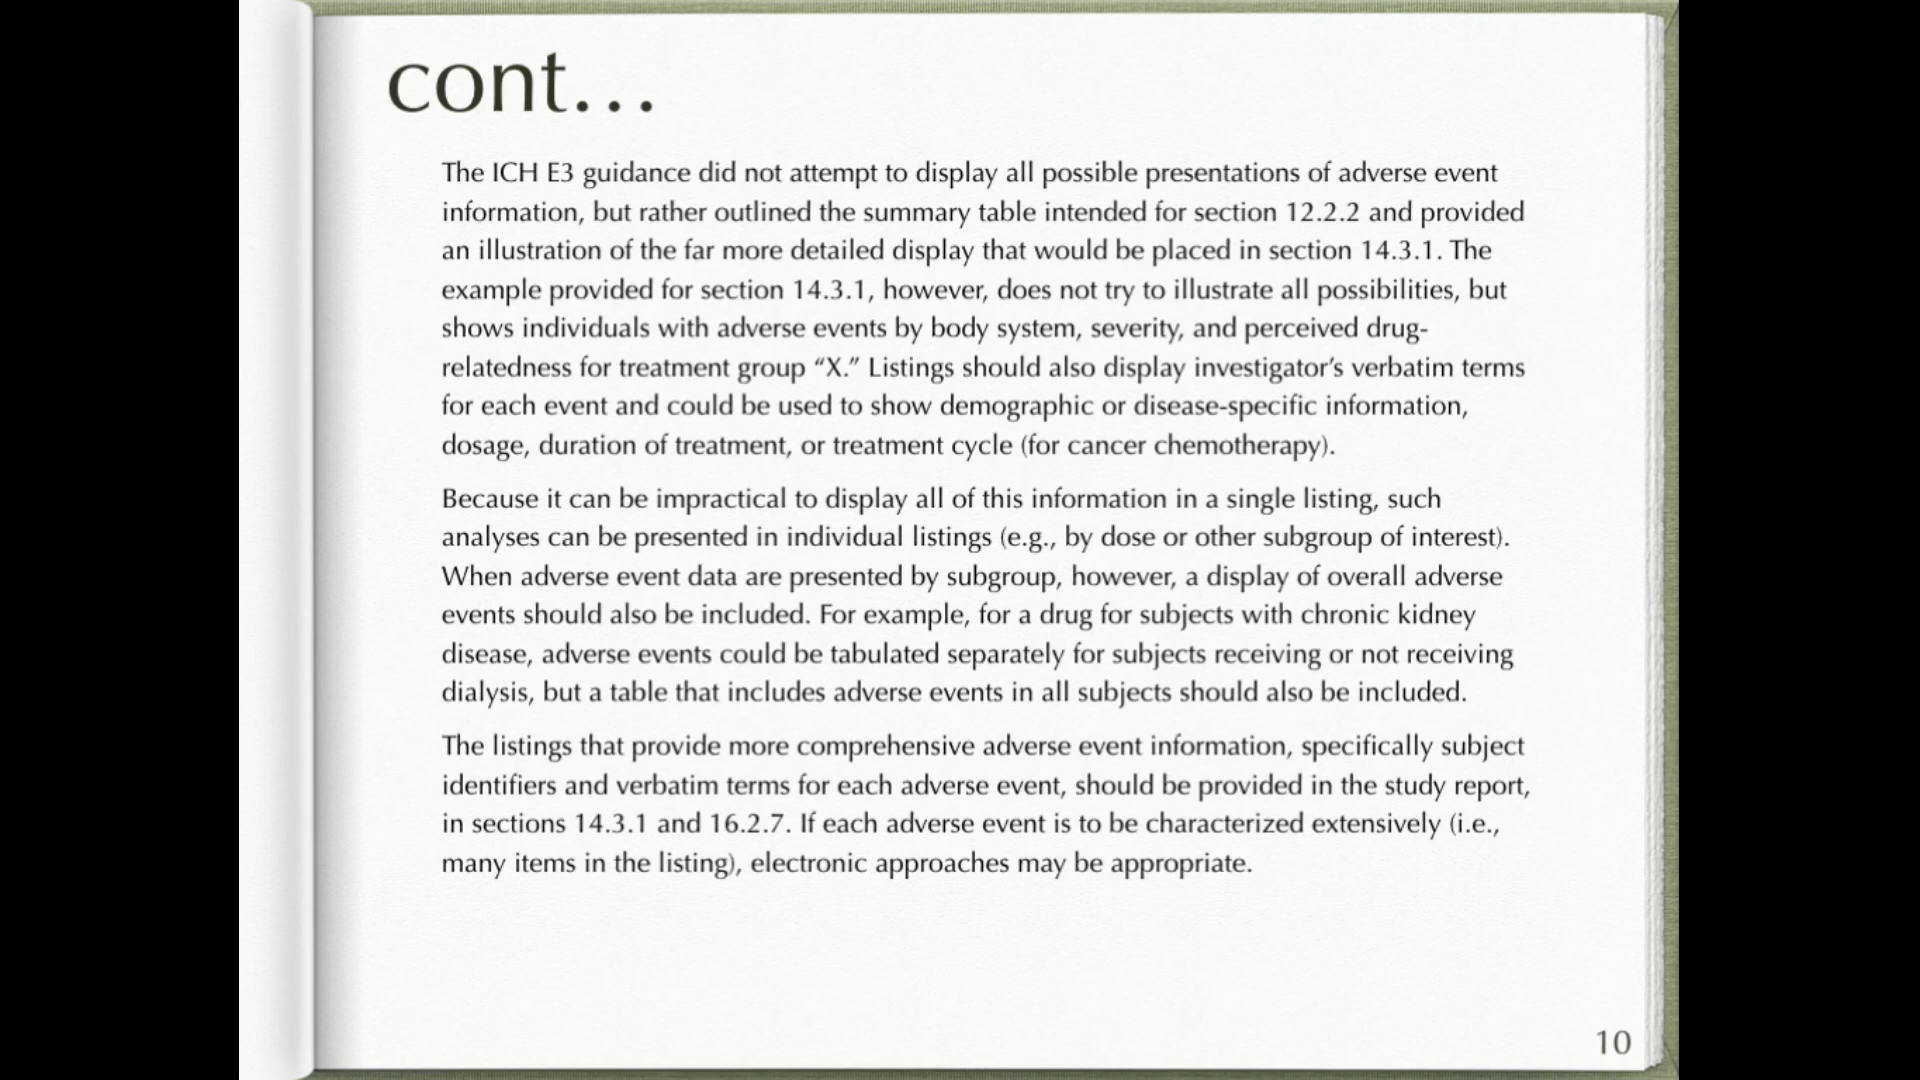 cont...
The ICH E3 guidance did not attempt to display all possible presentations of adverse event
information, but rather outlined the summary table intended for section 12.2.2 and provided
an illustration of the far more detailed display that would be placed in section 14.3.1. The
example provided for section 14.3.1, however, does not try to illustrate all possibilities, but
shows individuals with adverse events by body system, severity, and perceived drug-
relatedness for treatment group “X.” Listings should also display investigator’s verbatim terms
for each event and could be used to show demographic or disease-specific information,
dosage, duration of treatment, or treatment cycle (for cancer chemotherapy).
Because it can be impractical to display all of this information in a single listing, such
analyses can be presented in individual listings (e.g., by dose or other subgroup of interest).
When adverse event data are presented by subgroup, however, a display of overall adverse
events should also be included. For example, for a drug for subjects with chronic kidney
disease, adverse events could be tabulated separately for subjects receiving or not receiving
dialysis, but a table that includes adverse events in all subjects should also be included.
The listings that provide more comprehensive adverse event information, specifically subject
identifiers and verbatim terms for each adverse event, should be provided in the study report,
in sections 14.3.1 and 16.2.7. If each adverse event is to be characterized extensively (i.e.,
many items in the listing), electronic approaches may be appropriate.
10